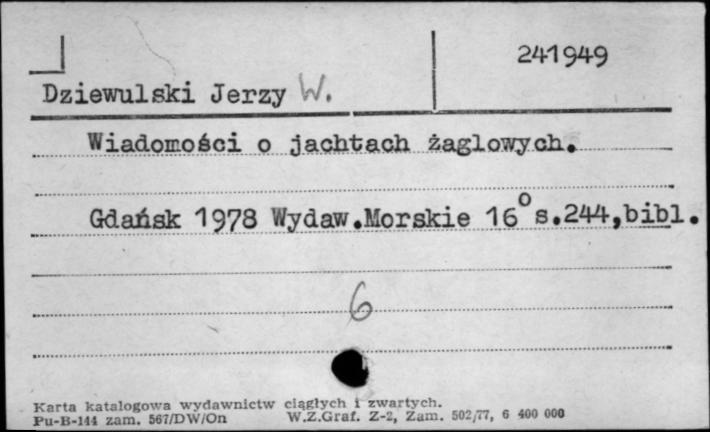 241949
Dziewulski Jerzy W.
Wiadomości o jachtach żaglowych.
Gdańsk 1978 Wydaw.Morskie 16° s.244,bibl.
6
Karta katalogowa wydawnictw ciągłych i zwartych.
Pu-B-144 zam. 567/DW/On W.Z.Graf. Z-2, Zam. 502/77, 6 400 000